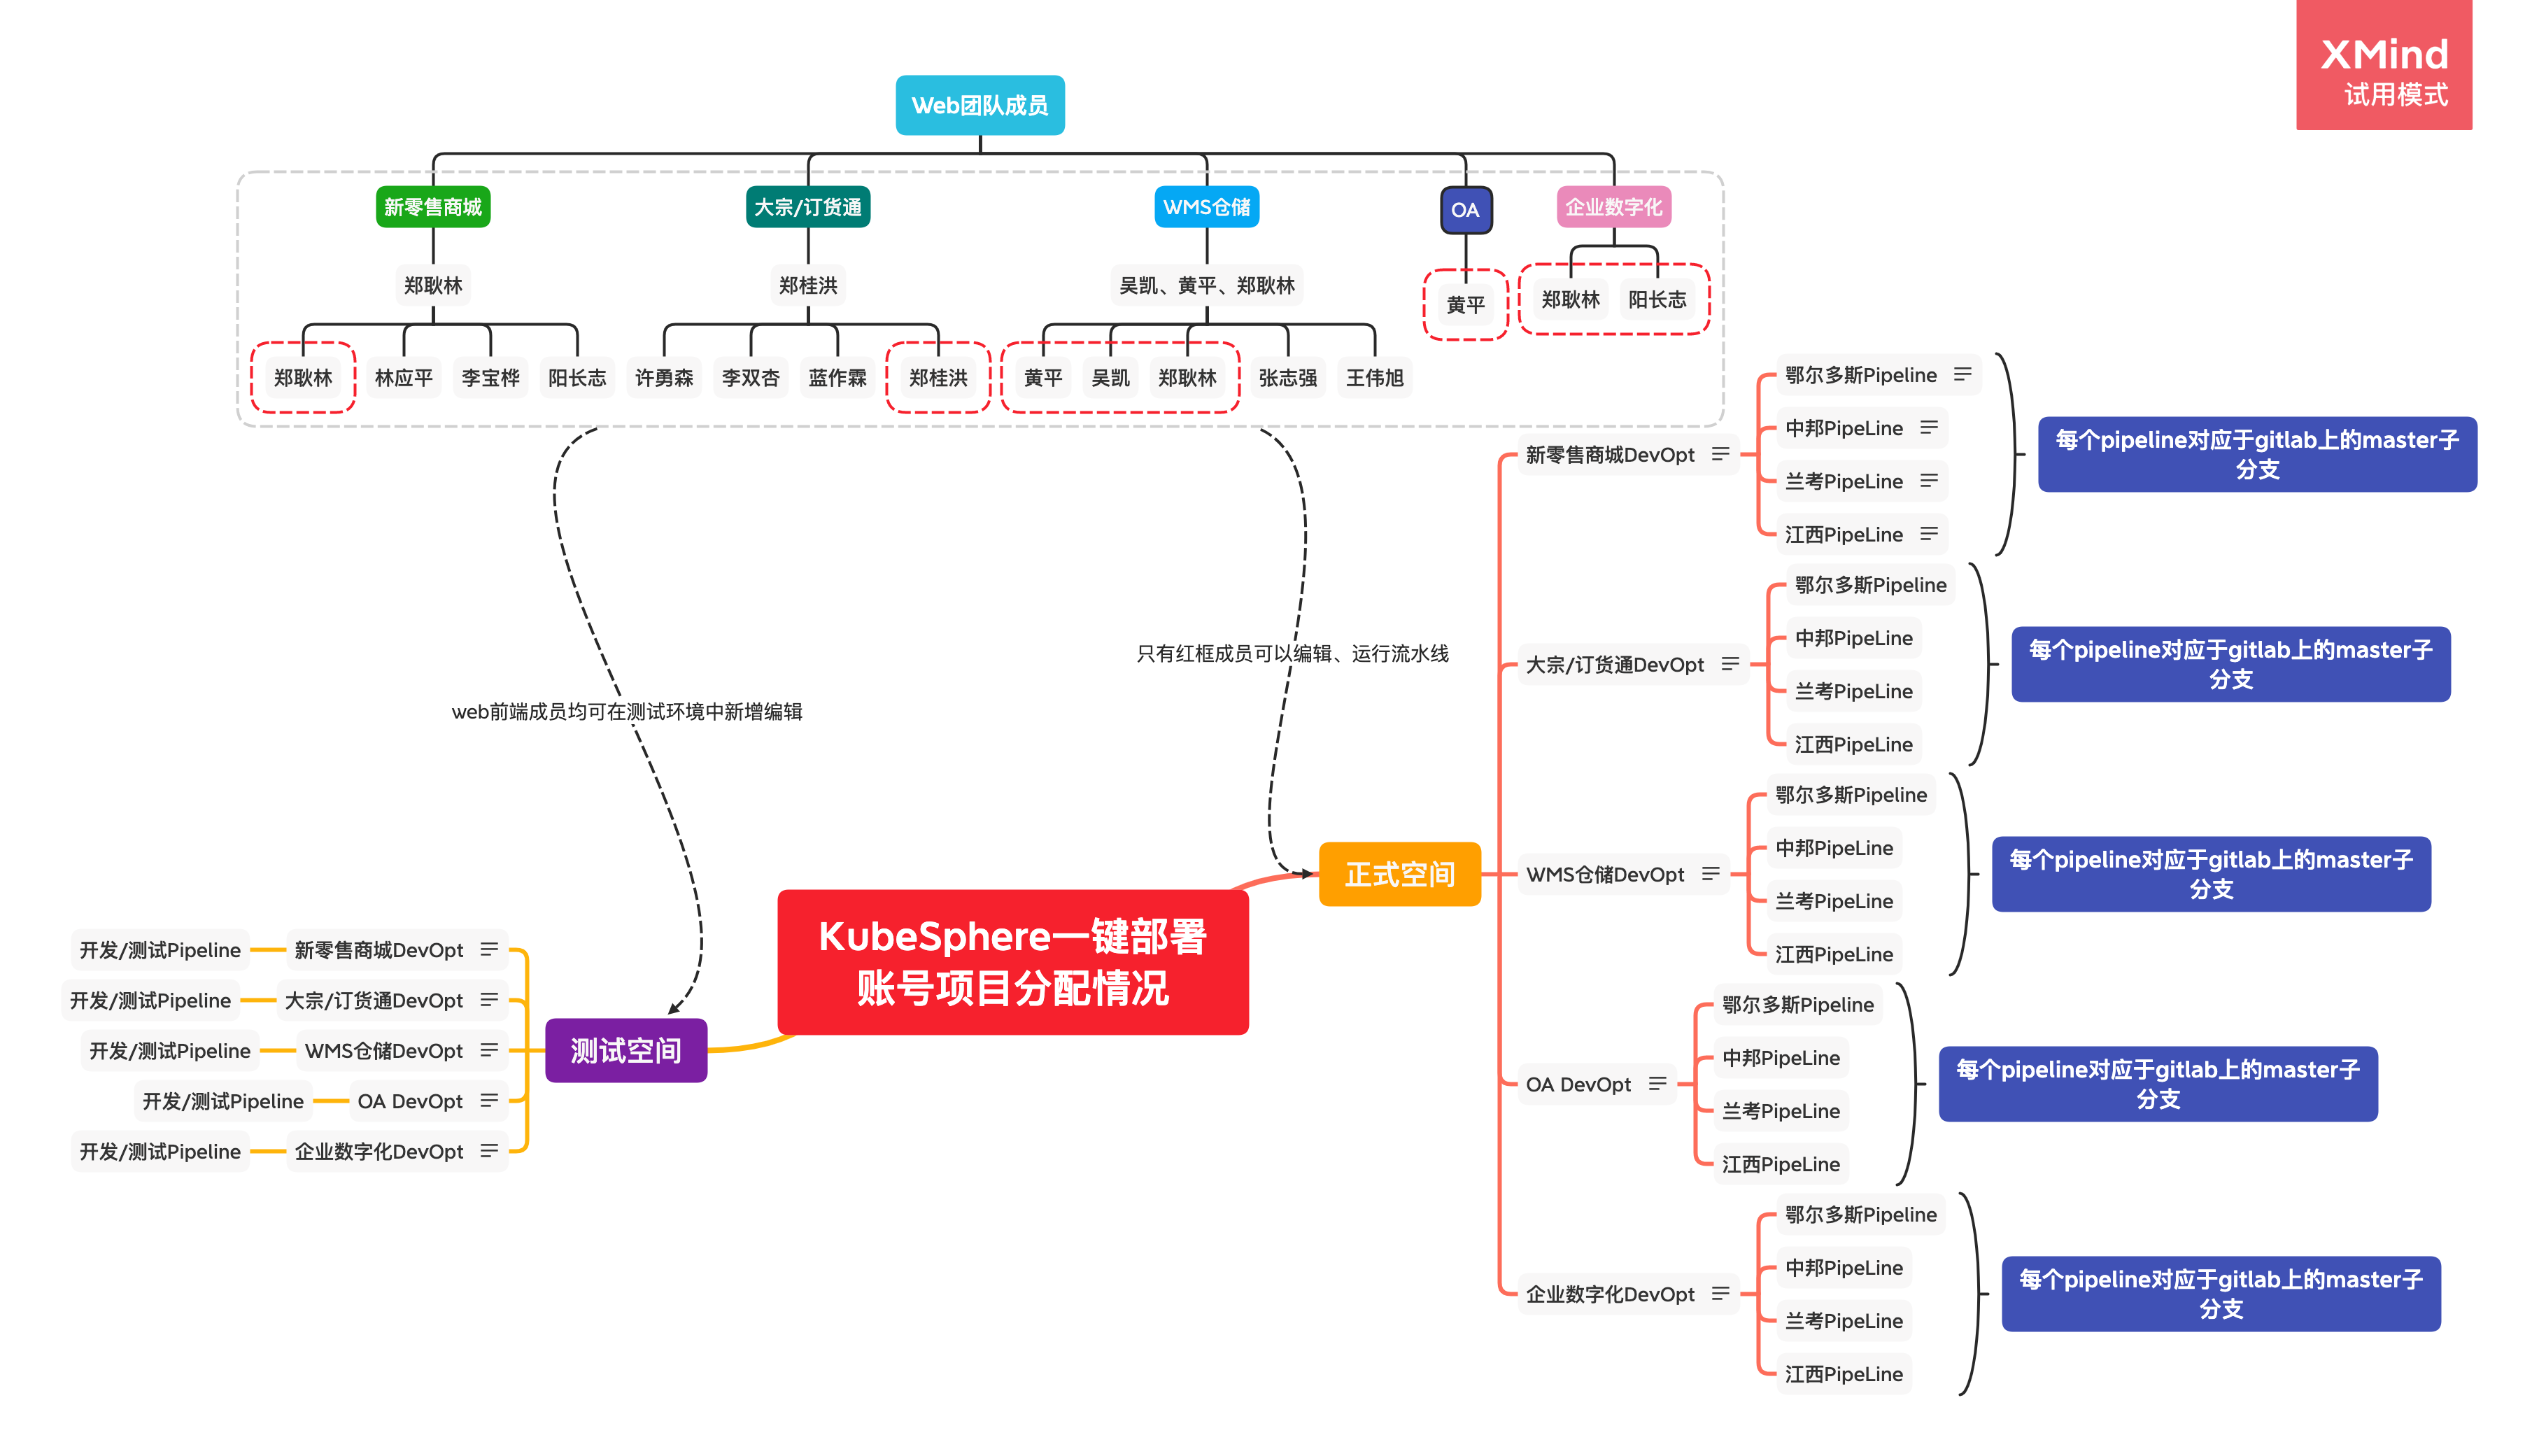 XMind
试用模式
Web团队成员
新零售商城
大宗/订货通
WMS仓储
OA
企业数字化
郑耿林
郑桂洪
吴凯、黄平、郑耿林
黄平
郑耿林
阳长志
郑耿林
林应平
李宝桦
阳长志
许勇森
李双杏
蓝作霖
郑桂洪
黄平
吴凯
郑耿林
张志强
王伟旭
web前端成员均可在测试环境中新增编辑
只有红框成员可以编辑、运行流水线
KubeSphere一键部署
账号项目分配情况
正式空间
新零售商城DevOpt
鄂尔多斯Pipeline
中邦PipeLine
兰考PipeLine
江西PipeLine
每个pipeline对应于gitlab上的master子
分支
大宗/订货通DevOpt
鄂尔多斯Pipeline
中邦PipeLine
兰考PipeLine
江西PipeLine
每个pipeline对应于gitlab上的master子
分支
WMS仓储DevOpt
鄂尔多斯Pipeline
中邦PipeLine
兰考PipeLine
江西PipeLine
每个pipeline对应于gitlab上的master子
分支
OA DevOpt
鄂尔多斯Pipeline
中邦PipeLine
兰考PipeLine
江西PipeLine
每个pipeline对应于gitlab上的master子
分支
企业数字化DevOpt
鄂尔多斯Pipeline
中邦PipeLine
兰考PipeLine
江西PipeLine
每个pipeline对应于gitlab上的master子
分支
测试空间
新零售商城DevOpt
开发/测试Pipeline
大宗/订货通DevOpt
开发/测试Pipeline
WMS仓储DevOpt
开发/测试Pipeline
OA DevOpt
开发/测试Pipeline
企业数字化DevOpt
开发/测试Pipeline